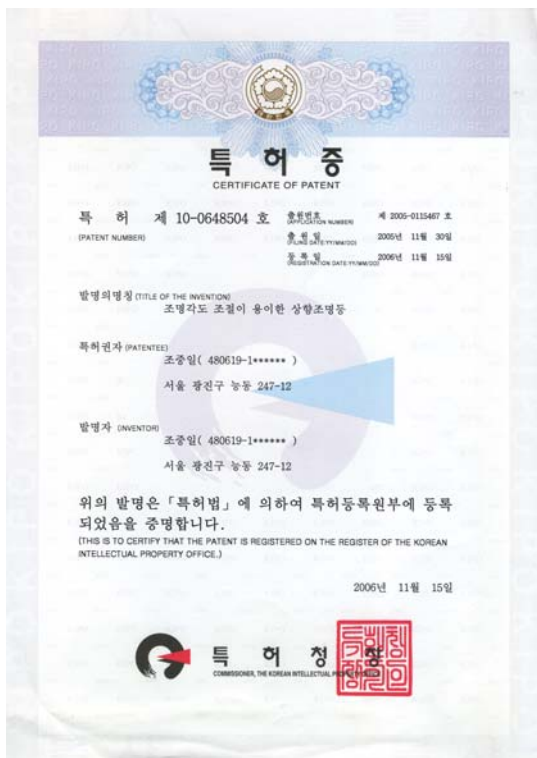 특 허 증
CERTIFICATE OF PATENT
특 허 제 10-0648504 호 출원번호 제 2005-0115467 호
(PATENT NUMBER) (APPLICATION NUMBER)
출 원 일 2005년 11월 30일
(FILING DATE:YY/MM/DD)
등 록 일 2006년 11월 15일
(REGISTRATION DATE:YY/MM/DD)
발명의명칭 (TITLE OF THE INVENTION)
조명각도 조절이 용이한 상향조명등
특허권자 (PATENTEE)
조중일( 480619-1****** )
서울 광진구 능동 247-12
발명자 (INVENTOR)
조중일( 480619-1****** )
서울 광진구 능동 247-12
위의 발명은 「특허법」에 의하여 특허등록원부에 등록
되었음을 증명합니다.
(THIS IS TO CERTIFY THAT THE PATENT IS REGISTERED ON THE REGISTER OF THE KOREAN
INTELLECTUAL PROPERTY OFFICE.)
2006년 11월 15일
특 허 청 장
COMMISSIONER, THE KOREAN INTELLECTUAL PROPERTY OFFICE